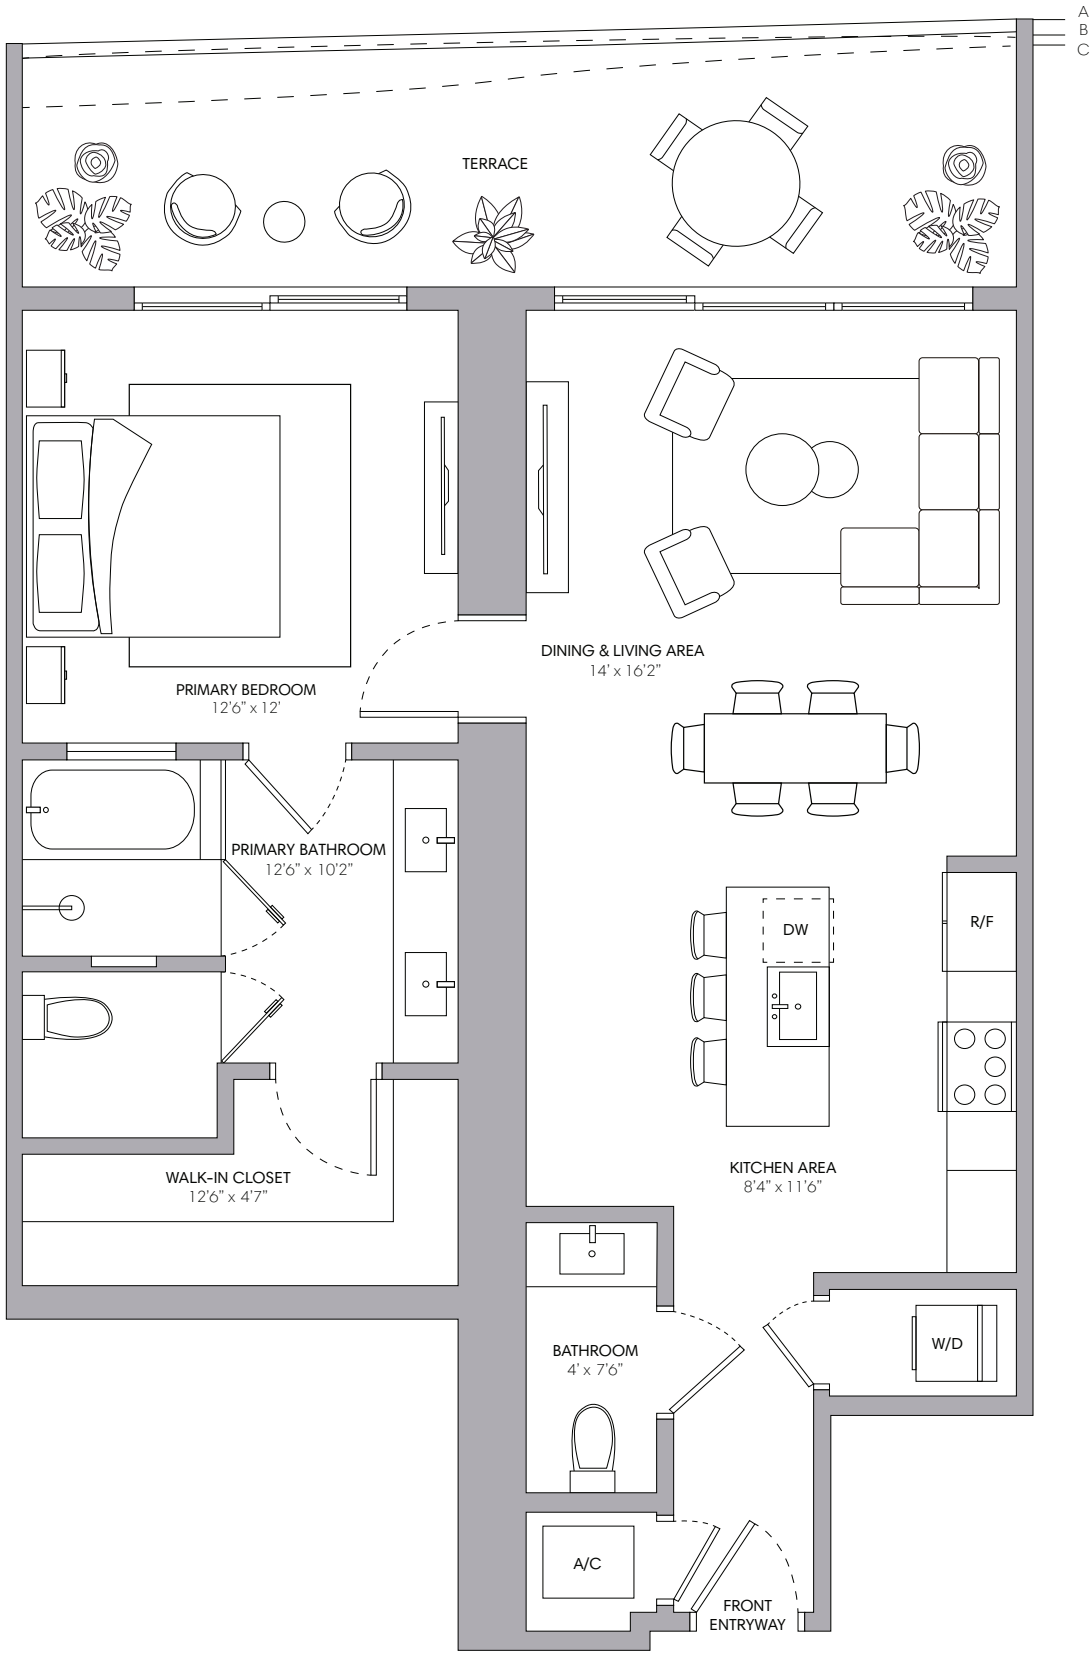 A
B
C
TERRACE
DINING & LIVING AREA
14' x 16'2"
PRIMARY BEDROOM
12'6" x 12'
PRIMARY BATHROOM
12'6" x 10'2"
R/F
DW
KITCHEN AREA
8'4" x 11'6"
WALK-IN CLOSET
12'6" x 4'7"
W/D
BATHROOM
4' x 7'6"
A/C
FRONT
ENTRYWAY